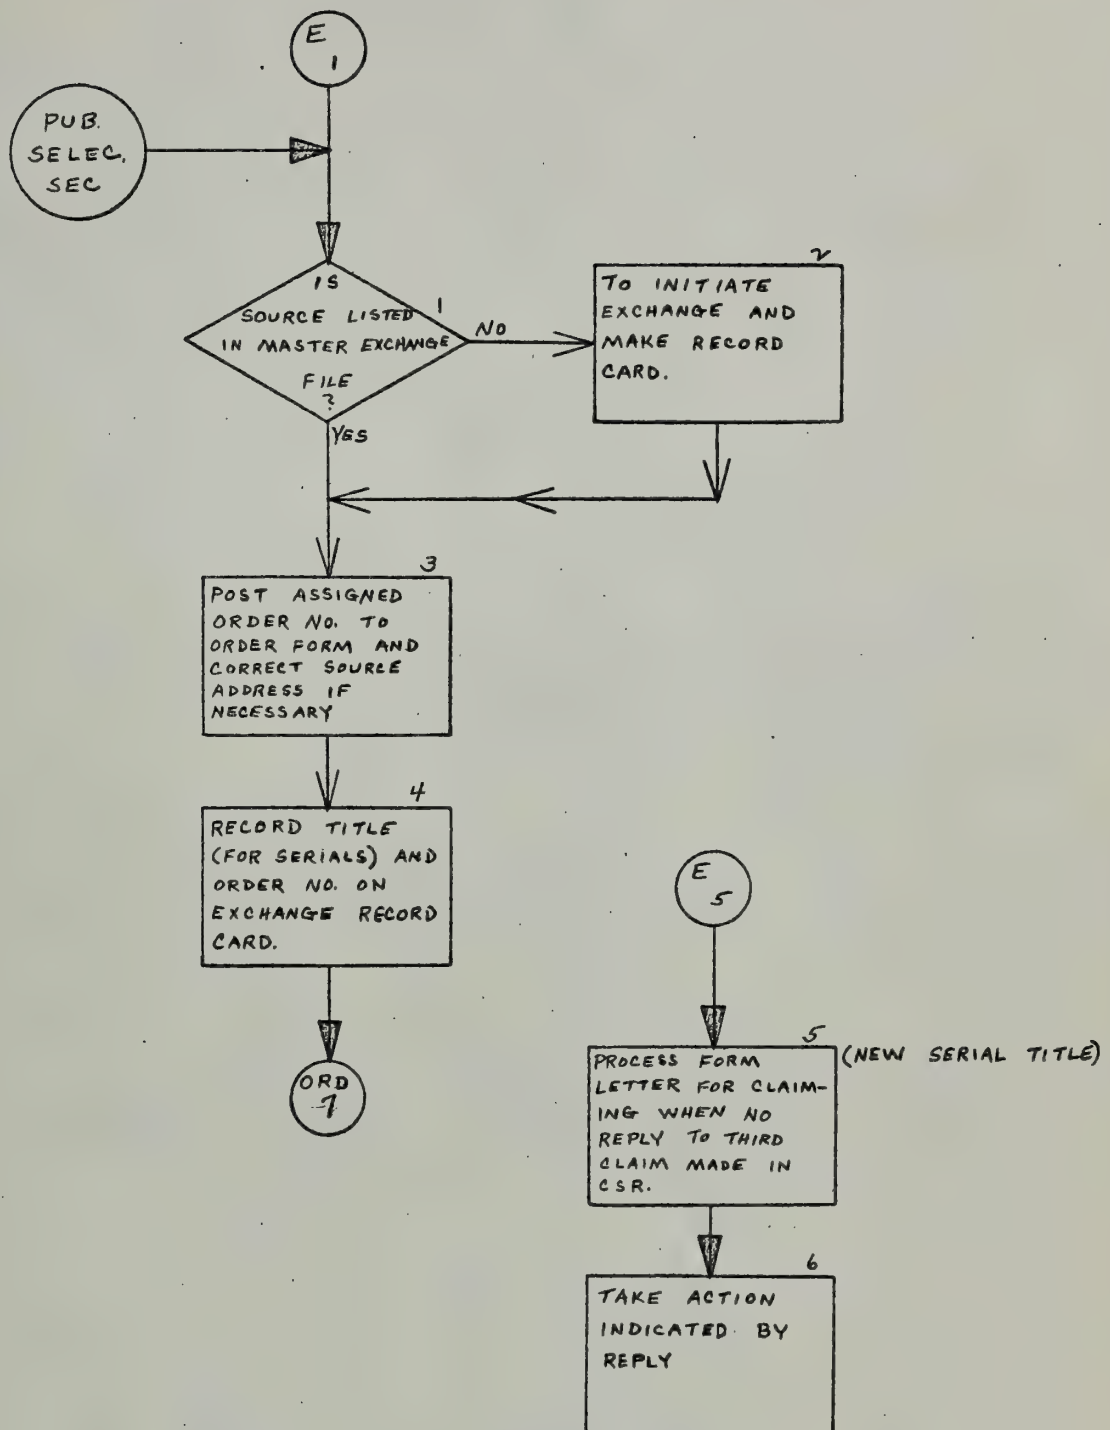 E
1
PUB.
SELEC.
SEC
IS
SOURCE LISTED
IN MASTER EXCHANGE
FILE
?
1
NO
YES
2
TO INITIATE
EXCHANGE AND
MAKE RECORD
CARD.
3
POST ASSIGNED
ORDER NO. TO
ORDER FORM AND
CORRECT SOURCE
ADDRESS IF
NECESSARY
4
RECORD TITLE
(FOR SERIALS) AND
ORDER NO. ON
EXCHANGE RECORD
CARD.
ORD
7
E
5
5
(NEW SERIAL TITLE)
PROCESS FORM
LETTER FOR CLAIM-
ING WHEN NO
REPLY TO THIRD
CLAIM MADE IN
CSR.
6
TAKE ACTION
INDICATED BY
REPLY